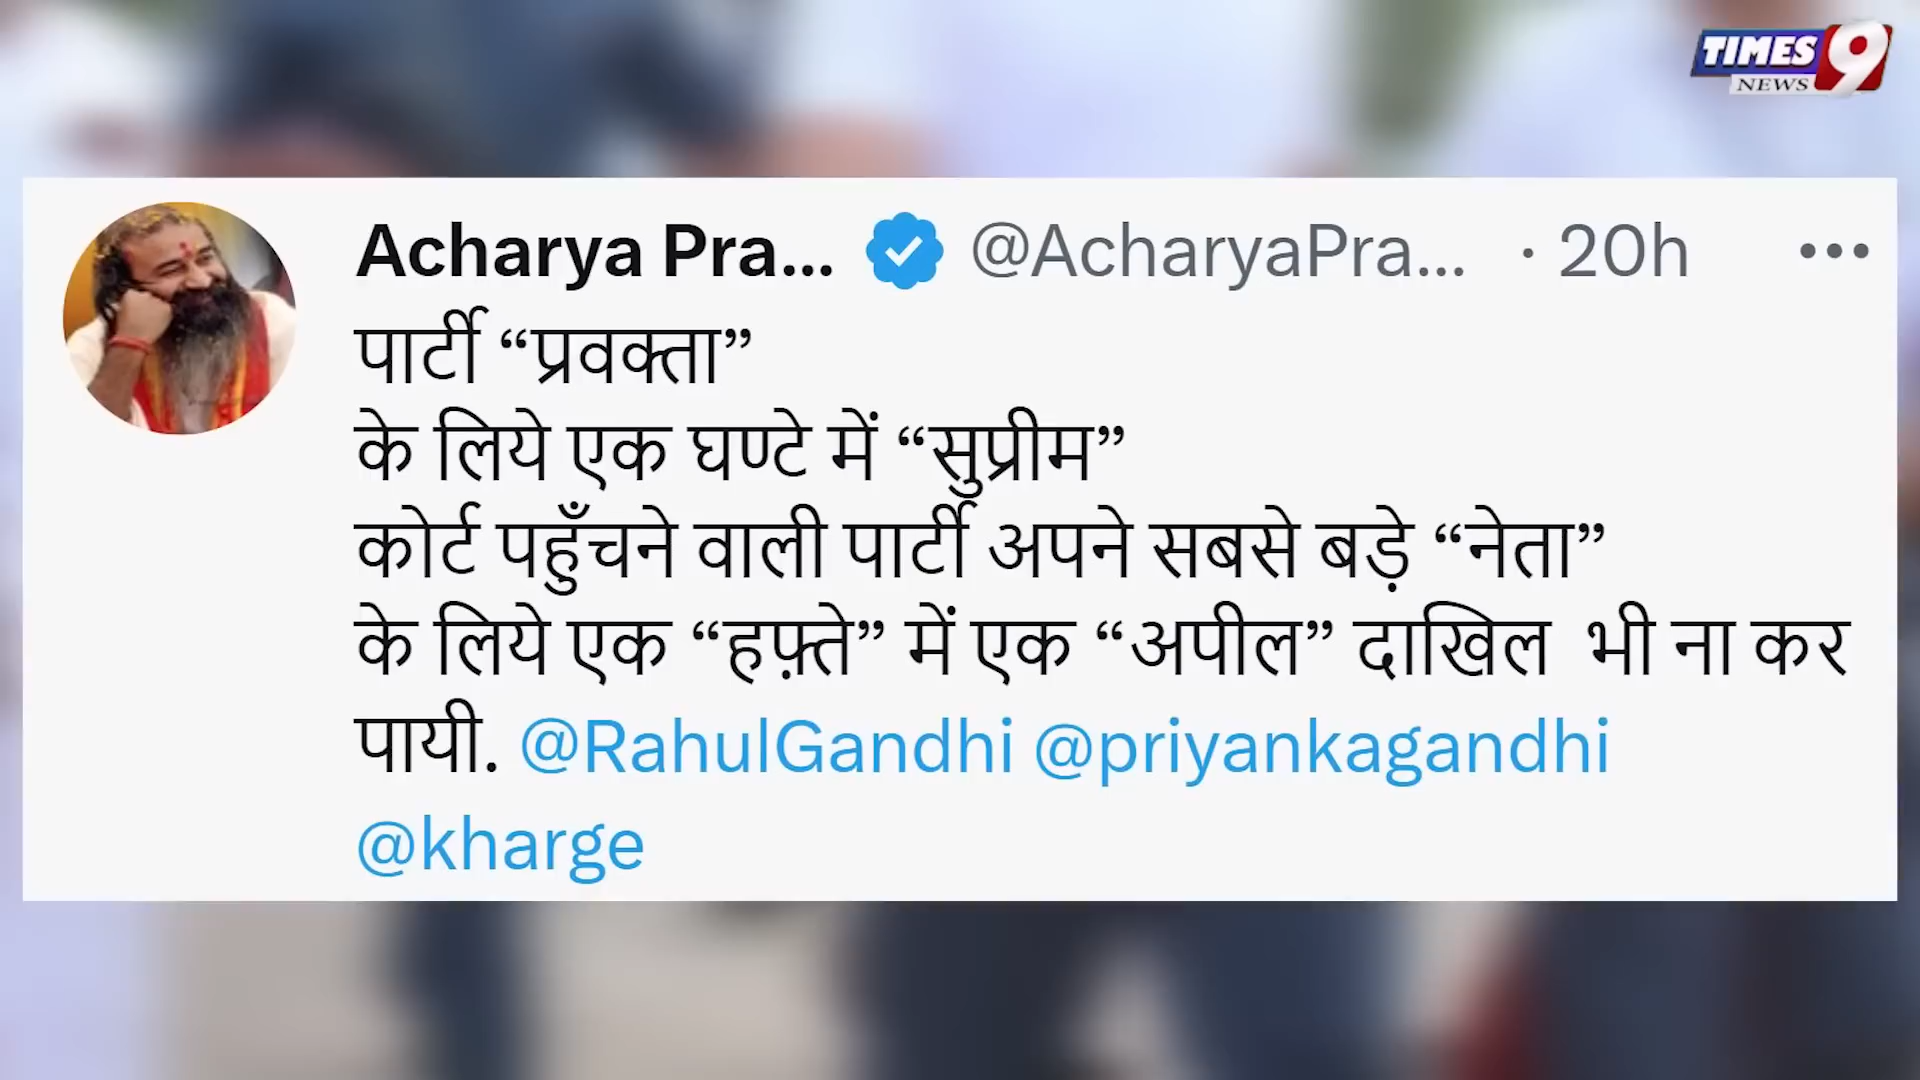 TIMES 9
NEWS
Acharya Pra... @AcharyaPra... · 20h
पार्टी “प्रवक्ता”
के लिये एक घण्टे में “सुप्रीम”
कोर्ट पहुँचने वाली पार्टी अपने सबसे बड़े “नेता”
के लिये एक “हफ़्ते” में एक “अपील” दाखिल भी ना कर
पायी. @RahulGandhi @priyankagandhi
@kharge